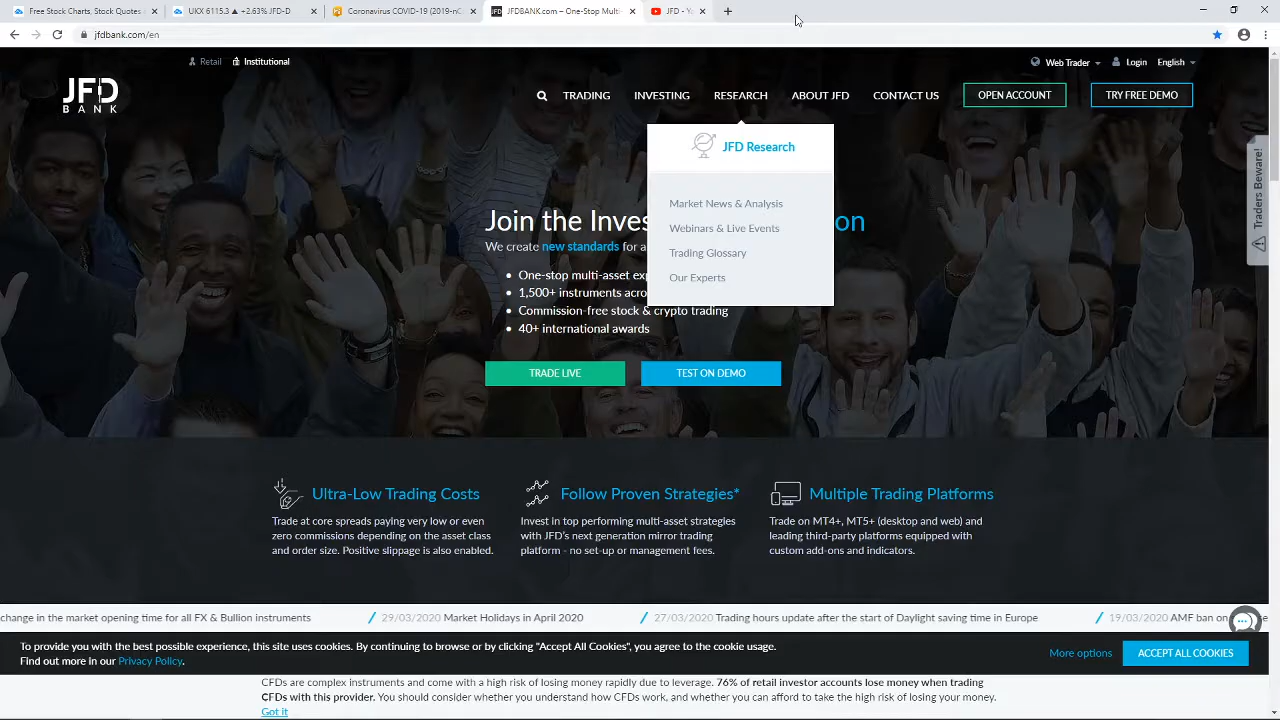 Free Stock Charts, Stock Quotes
UKX 6115.3 ▲ +2.63% JFD-D
Coronavirus COVID-19 (2019-nC
JFDBANK.com – One-Stop Multi-
JFD - Yo
jfdbank.com/en
Retail
Institutional
Web Trader
Login
English
JFD
BANK
TRADING
INVESTING
RESEARCH
ABOUT JFD
CONTACT US
OPEN ACCOUNT
TRY FREE DEMO
JFD Research
Market News & Analysis
Webinars & Live Events
Trading Glossary
Our Experts
Traders Beware!
Join the Inves on
We create new standards for a
One-stop multi-asset exp
1,500+ instruments acro
Commission-free stock & crypto trading
40+ international awards
TRADE LIVE
TEST ON DEMO
Ultra-Low Trading Costs
Trade at core spreads paying very low or even
zero commissions depending on the asset class
and order size. Positive slippage is also enabled.
Follow Proven Strategies*
Invest in top performing multi-asset strategies
with JFD's next generation mirror trading
platform - no set-up or management fees.
Multiple Trading Platforms
Trade on MT4+, MT5+ (desktop and web) and
leading third-party platforms equipped with
custom add-ons and indicators.
change in the market opening time for all FX & Bullion instruments
29/03/2020 Market Holidays in April 2020
27/03/2020 Trading hours update after the start of Daylight saving time in Europe
19/03/2020 AMF ban on
To provide you with the best possible experience, this site uses cookies. By continuing to browse or by clicking "Accept All Cookies", you agree to the cookie usage.
Find out more in our Privacy Policy.
More options
ACCEPT ALL COOKIES
CFDs are complex instruments and come with a high risk of losing money rapidly due to leverage. 76% of retail investor accounts lose money when trading
CFDs with this provider. You should consider whether you understand how CFDs work, and whether you can afford to take the high risk of losing your money.
Got it